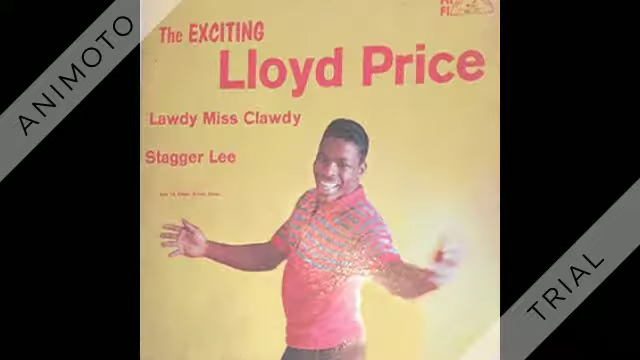 The EXCITING
Lloyd Price
Lawdy Miss Clawdy
Stagger Lee
ANIMOTO
TRIAL